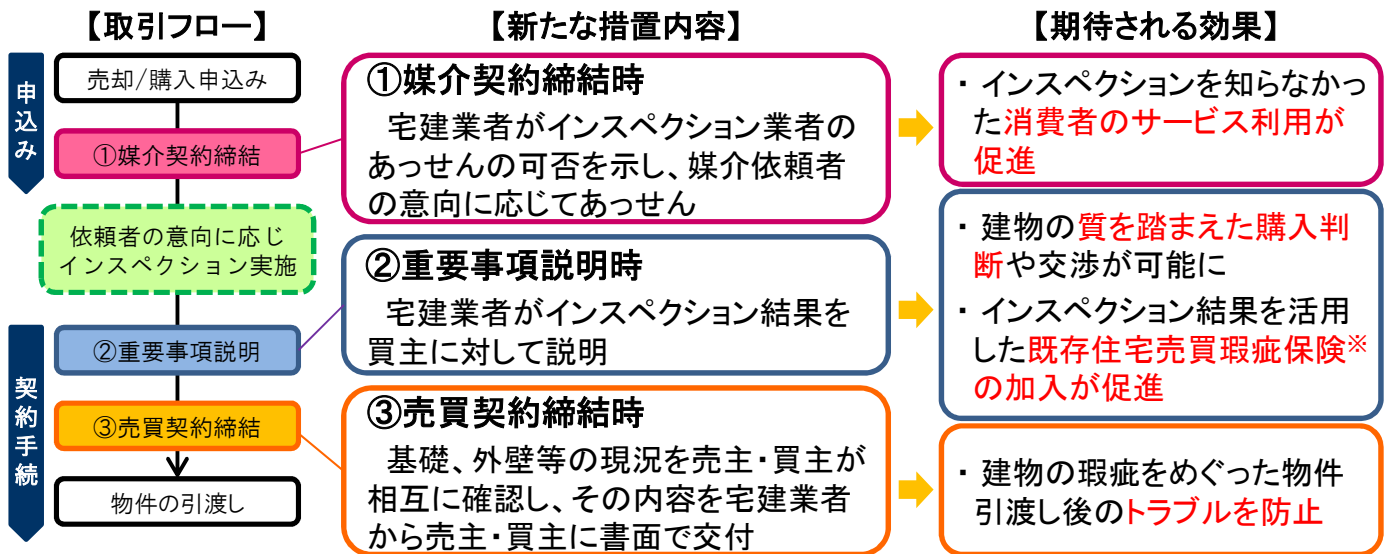 【取引フロー】
【新たな措置内容】
【期待される効果】
申込み
売却/購入申込み
①媒介契約締結
依頼者の意向に応じ
インスペクション実施
契約手続
②重要事項説明
③売買契約締結
物件の引渡し
①媒介契約締結時
宅建業者がインスペクション業者の
あっせんの可否を示し、媒介依頼者
の意向に応じてあっせん
②重要事項説明時
宅建業者がインスペクション結果を
買主に対して説明
③売買契約締結時
基礎、外壁等の現況を売主・買主が
相互に確認し、その内容を宅建業者
から売主・買主に書面で交付
・インスペクションを知らなかっ
た消費者のサービス利用が
促進
・建物の質を踏まえた購入判
断や交渉が可能に
・インスペクション結果を活用
した既存住宅売買瑕疵保険※
の加入が促進
・建物の瑕疵をめぐった物件
引渡し後のトラブルを防止